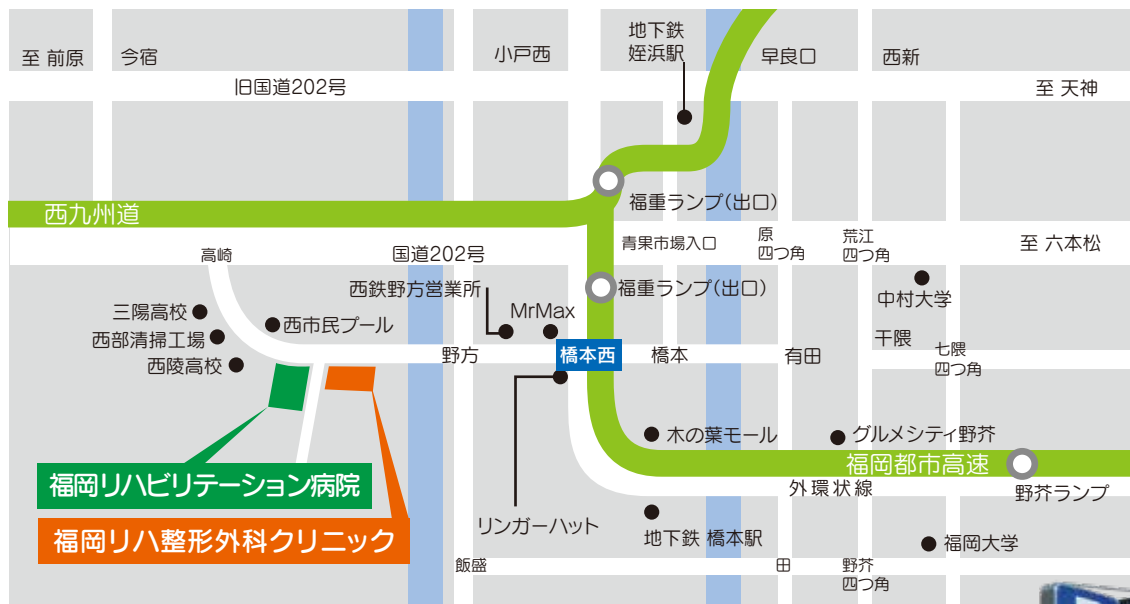 至 前原
今宿
小戸西
地下鉄
姪浜駅
早良口
西新
旧国道202号
至 天神
西九州道
福重ランプ(出口)
高崎
国道202号
青果市場入口
原
四つ角
荒江
四つ角
至 六本松
西鉄野方営業所
福重ランプ(出口)
中村大学
三陽高校
西市民プール
MrMax
西部清掃工場
干隈
西陵高校
野方
橋本西
橋本
有田
七隈
四つ角
木の葉モール
グルメシティ野芥
福岡都市高速
福岡リハビリテーション病院
外環状線
野芥ランプ
福岡リハ整形外科クリニック
リンガーハット
地下鉄 橋本駅
福岡大学
飯盛
田
野芥
四つ角